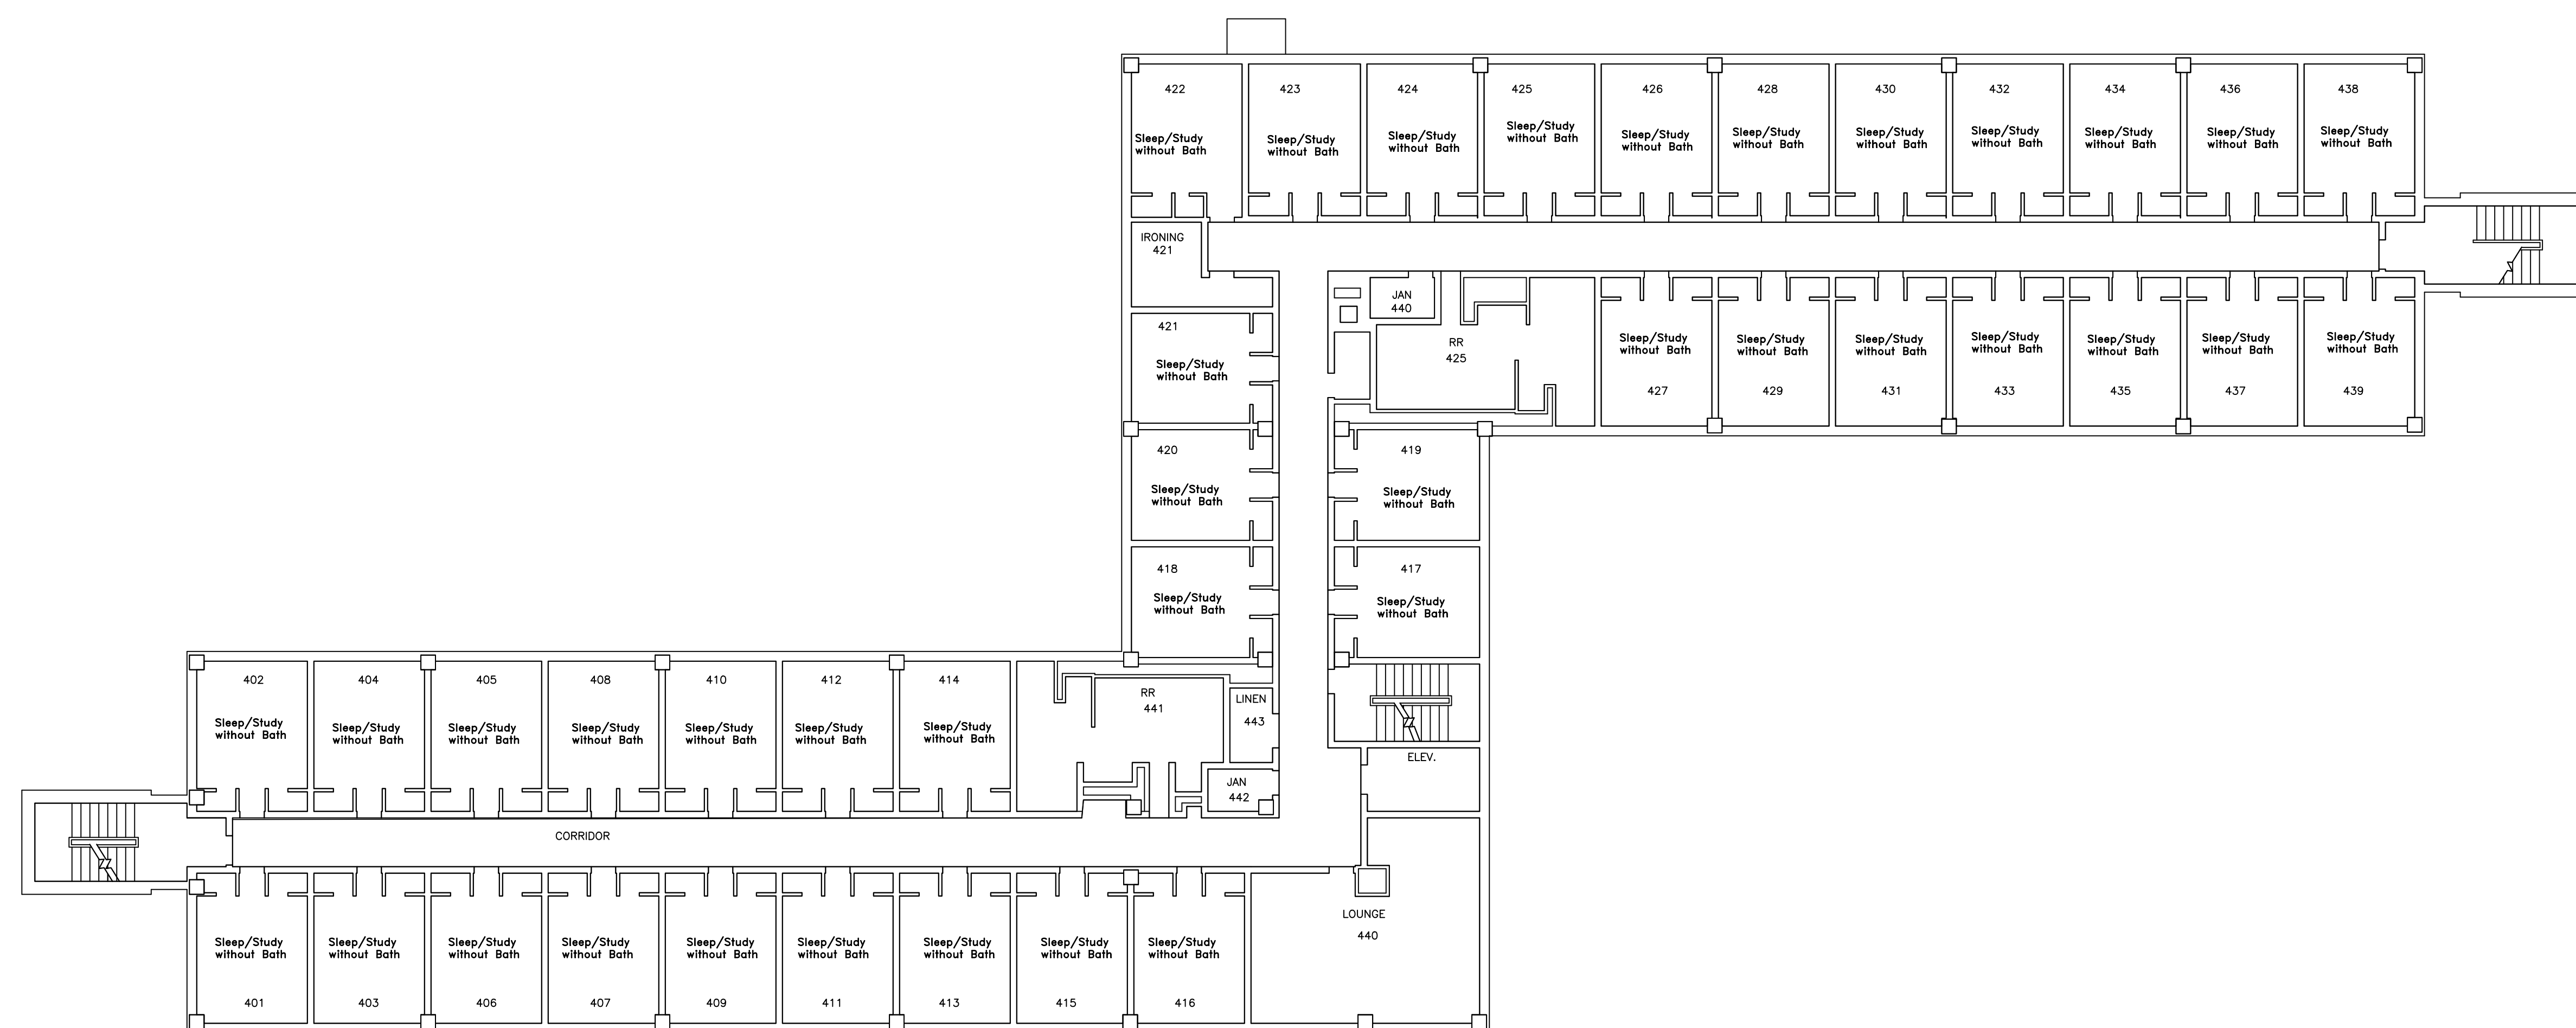 422
Sleep/Study
without Bath
423
Sleep/Study
without Bath
424
Sleep/Study
without Bath
425
Sleep/Study
without Bath
426
Sleep/Study
without Bath
428
Sleep/Study
without Bath
430
Sleep/Study
without Bath
432
Sleep/Study
without Bath
434
Sleep/Study
without Bath
436
Sleep/Study
without Bath
438
Sleep/Study
without Bath
IRONING
421
JAN
440
RR
425
421
Sleep/Study
without Bath
Sleep/Study
without Bath
427
Sleep/Study
without Bath
429
Sleep/Study
without Bath
431
Sleep/Study
without Bath
433
Sleep/Study
without Bath
435
Sleep/Study
without Bath
437
Sleep/Study
without Bath
439
420
Sleep/Study
without Bath
419
Sleep/Study
without Bath
418
Sleep/Study
without Bath
417
Sleep/Study
without Bath
402
Sleep/Study
without Bath
404
Sleep/Study
without Bath
405
Sleep/Study
without Bath
408
Sleep/Study
without Bath
410
Sleep/Study
without Bath
412
Sleep/Study
without Bath
414
Sleep/Study
without Bath
RR
441
LINEN
443
ELEV.
JAN
442
CORRIDOR
Sleep/Study
without Bath
401
Sleep/Study
without Bath
403
Sleep/Study
without Bath
406
Sleep/Study
without Bath
407
Sleep/Study
without Bath
409
Sleep/Study
without Bath
411
Sleep/Study
without Bath
413
Sleep/Study
without Bath
415
Sleep/Study
without Bath
416
LOUNGE
440